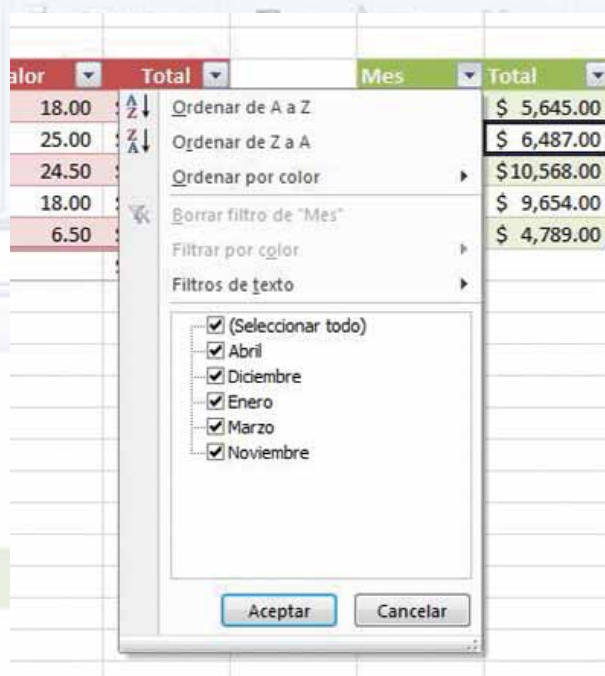 alor Total Mes Total
18.00 $ 5,645.00
25.00 $ 6,487.00
24.50 $10,568.00
18.00 $ 9,654.00
6.50 $ 4,789.00
Ordenar de A a Z
Ordenar de Z a A
Ordenar por color
Borrar filtro de "Mes"
Filtrar por color
Filtros de texto
(Seleccionar todo)
Abril
Diciembre
Enero
Marzo
Noviembre
Aceptar Cancelar